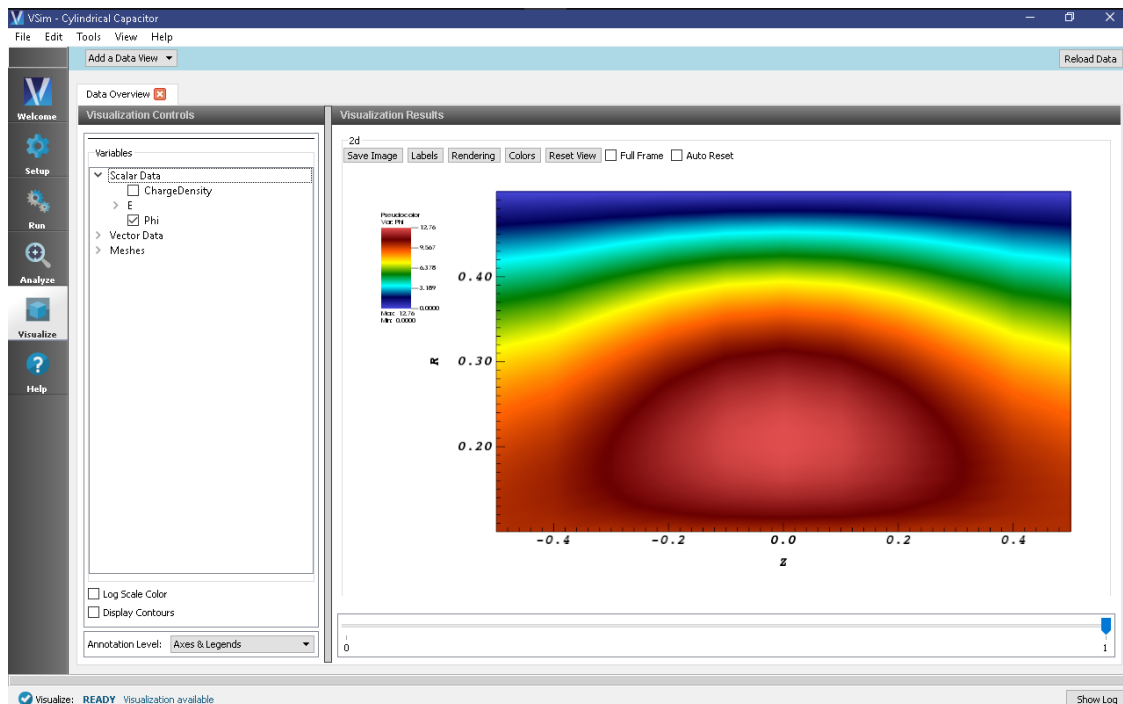 VSim - Cylindrical Capacitor
File Edit Tools View Help
Add a Data View
Reload Data
Data Overview
Welcome
Setup
Run
Analyze
Visualize
Help
Visualization Controls
Variables
Scalar Data
ChargeDensity
E
Phi
Vector Data
Meshes
Log Scale Color
Display Contours
Annotation Level: Axes & Legends
Visualization Results
2d
Save Image Labels Rendering Colors Reset View Full Frame Auto Reset
Pseudocolor
Var: Phi
12.76
9.567
6.378
3.189
0.0000
Max: 12.76
Min: 0.0000
0.40
R 0.30
0.20
-0.4 -0.2 0.0 0.2 0.4
Z
0 1
Visualize: READY Visualization available
Show Log